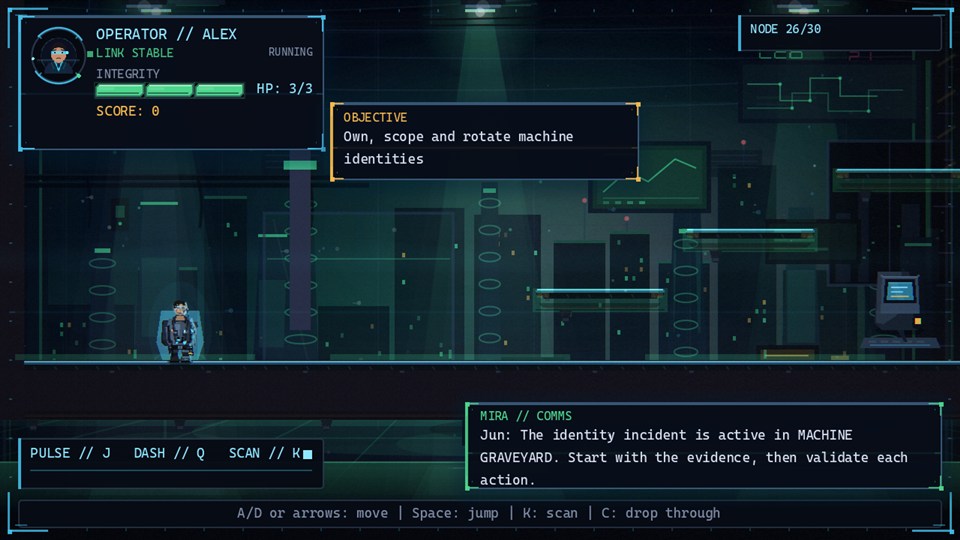 OPERATOR // ALEX
LINK STABLE
RUNNING
INTEGRITY
HP: 3/3
SCORE: 0
NODE 26/30
OBJECTIVE
Own, scope and rotate machine
identities
MIRA // COMMS
Jun: The identity incident is active in MACHINE
GRAVEYARD. Start with the evidence, then validate each
action.
PULSE // J DASH // Q SCAN // K
A/D or arrows: move | Space: jump | K: scan | C: drop through